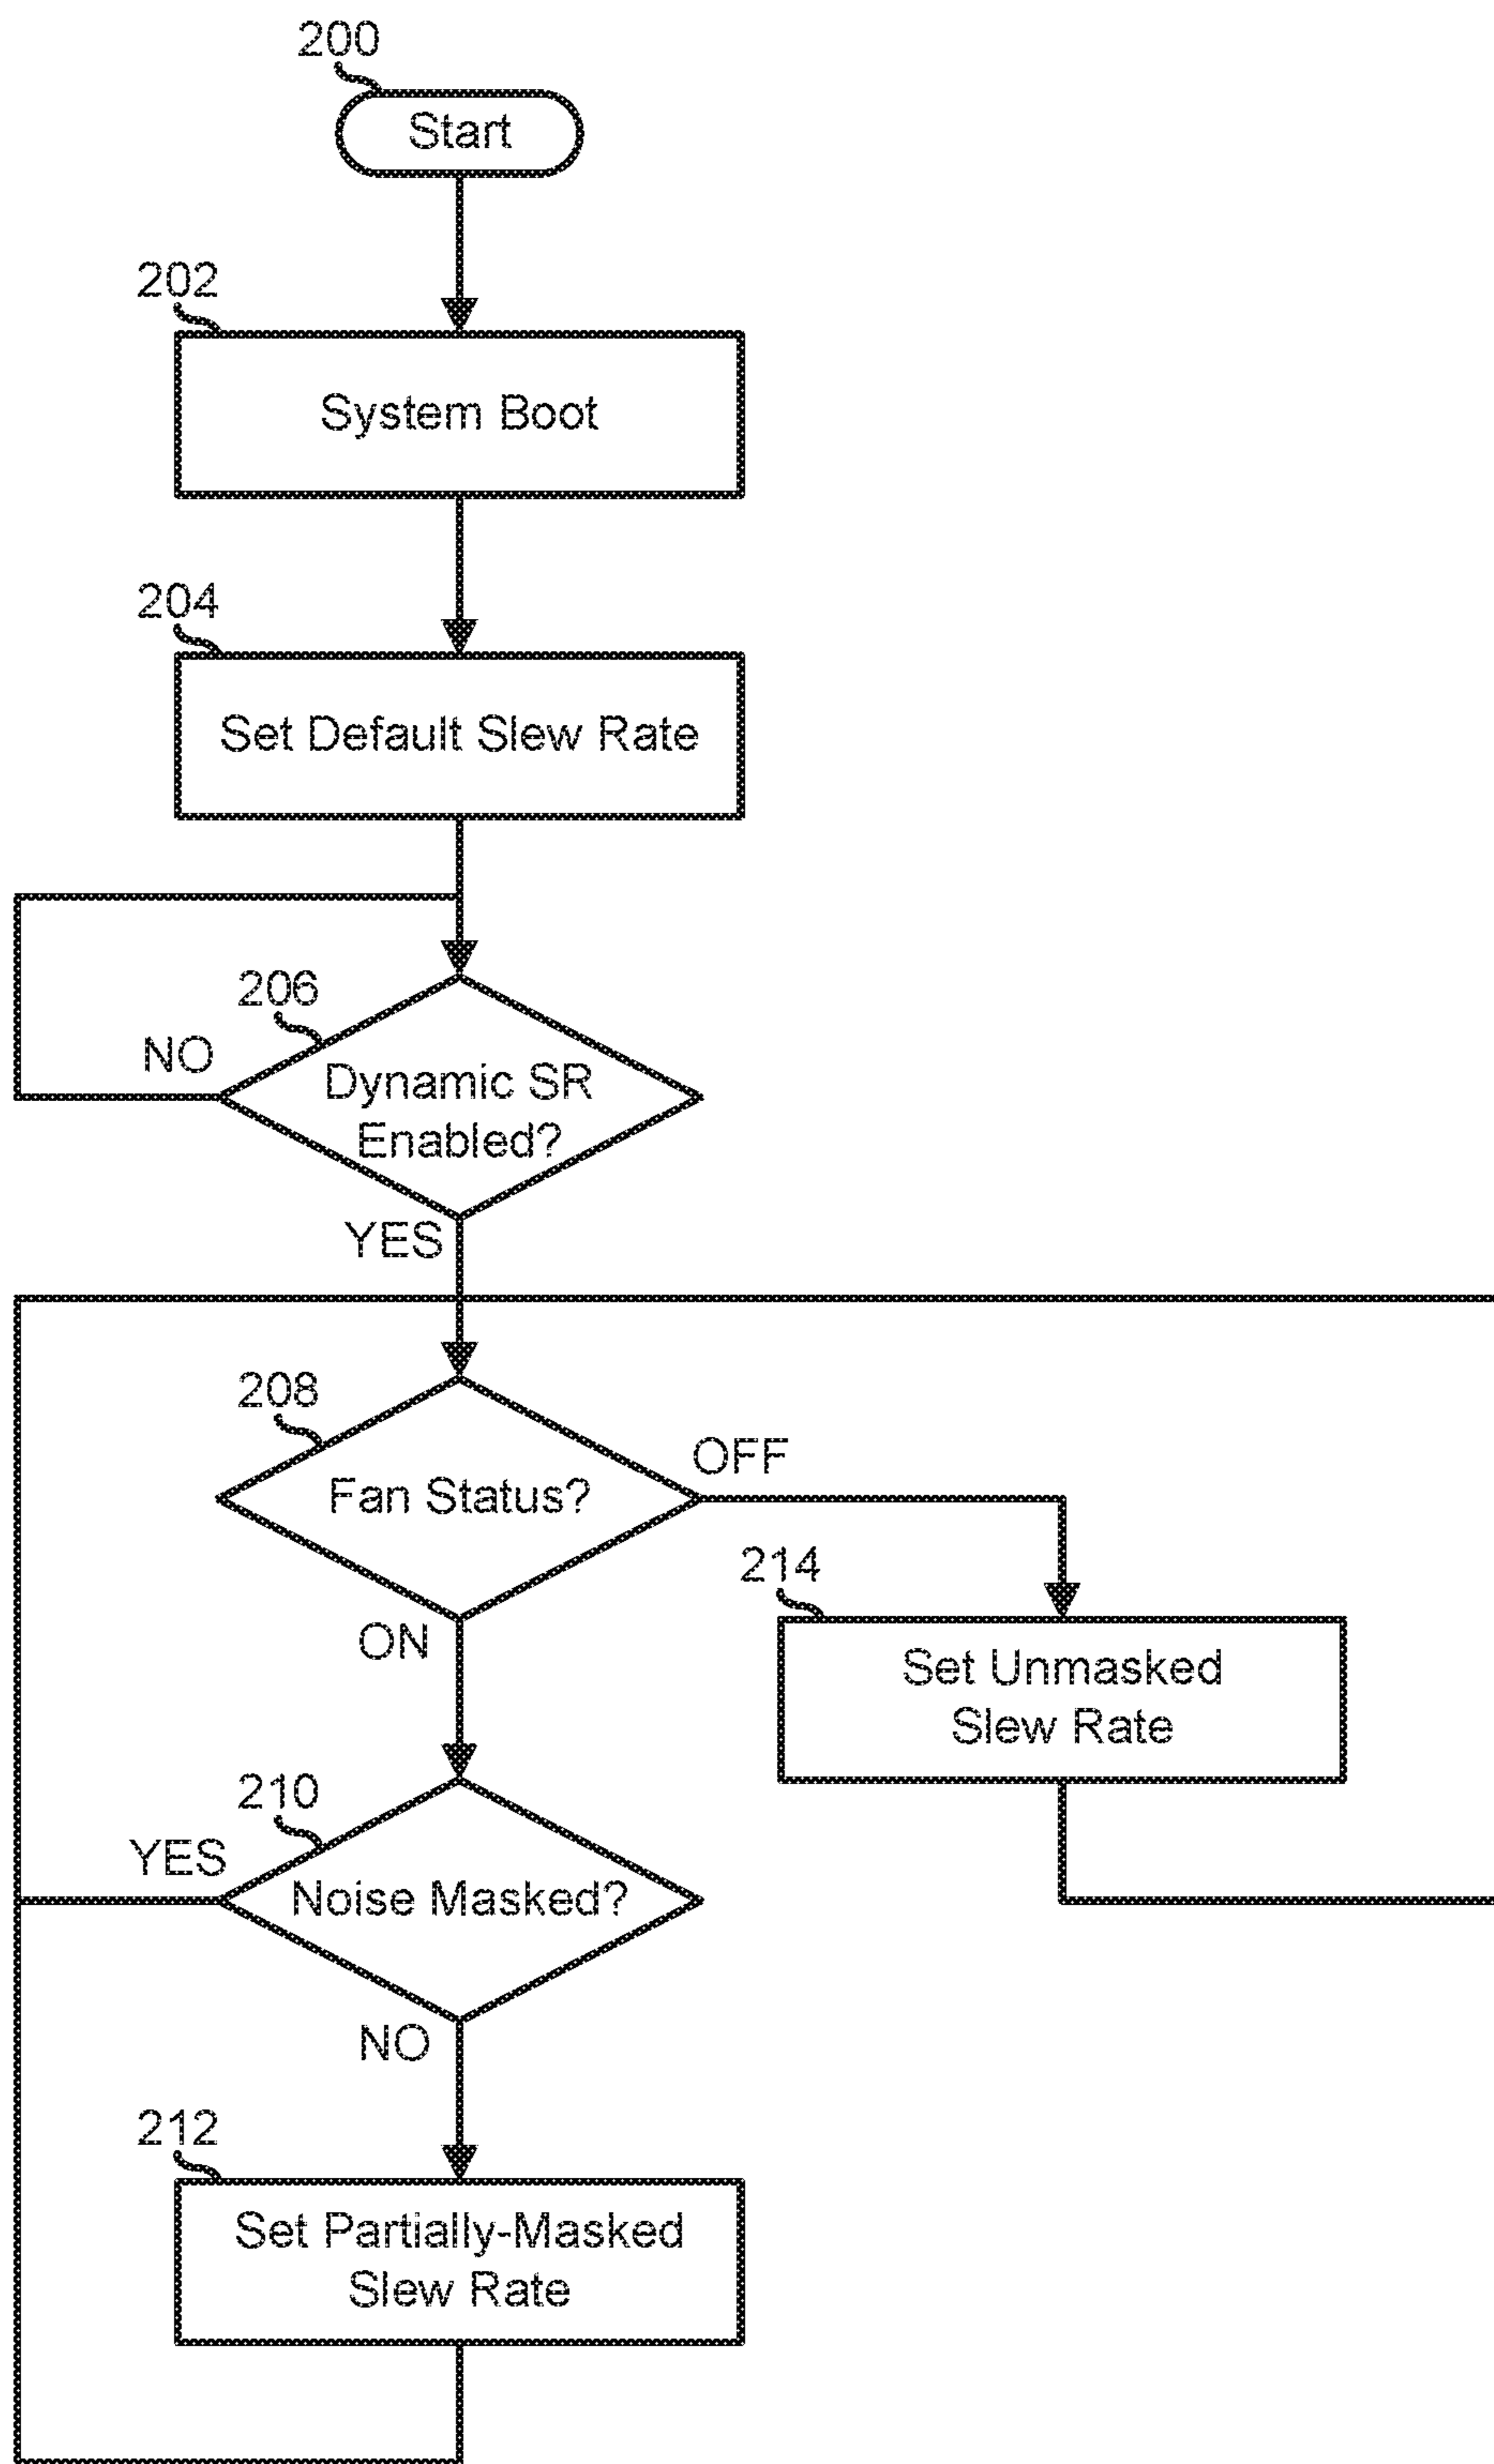 200
Start
202
System Boot
204
Set Default Slew Rate
206
NO
Dynamic SR
Enabled?
YES
208
OFF
Fan Status?
214
ON
Set Unmasked
Slew Rate
210
YES
Noise Masked?
NO
212
Set Partially-Masked
Slew Rate